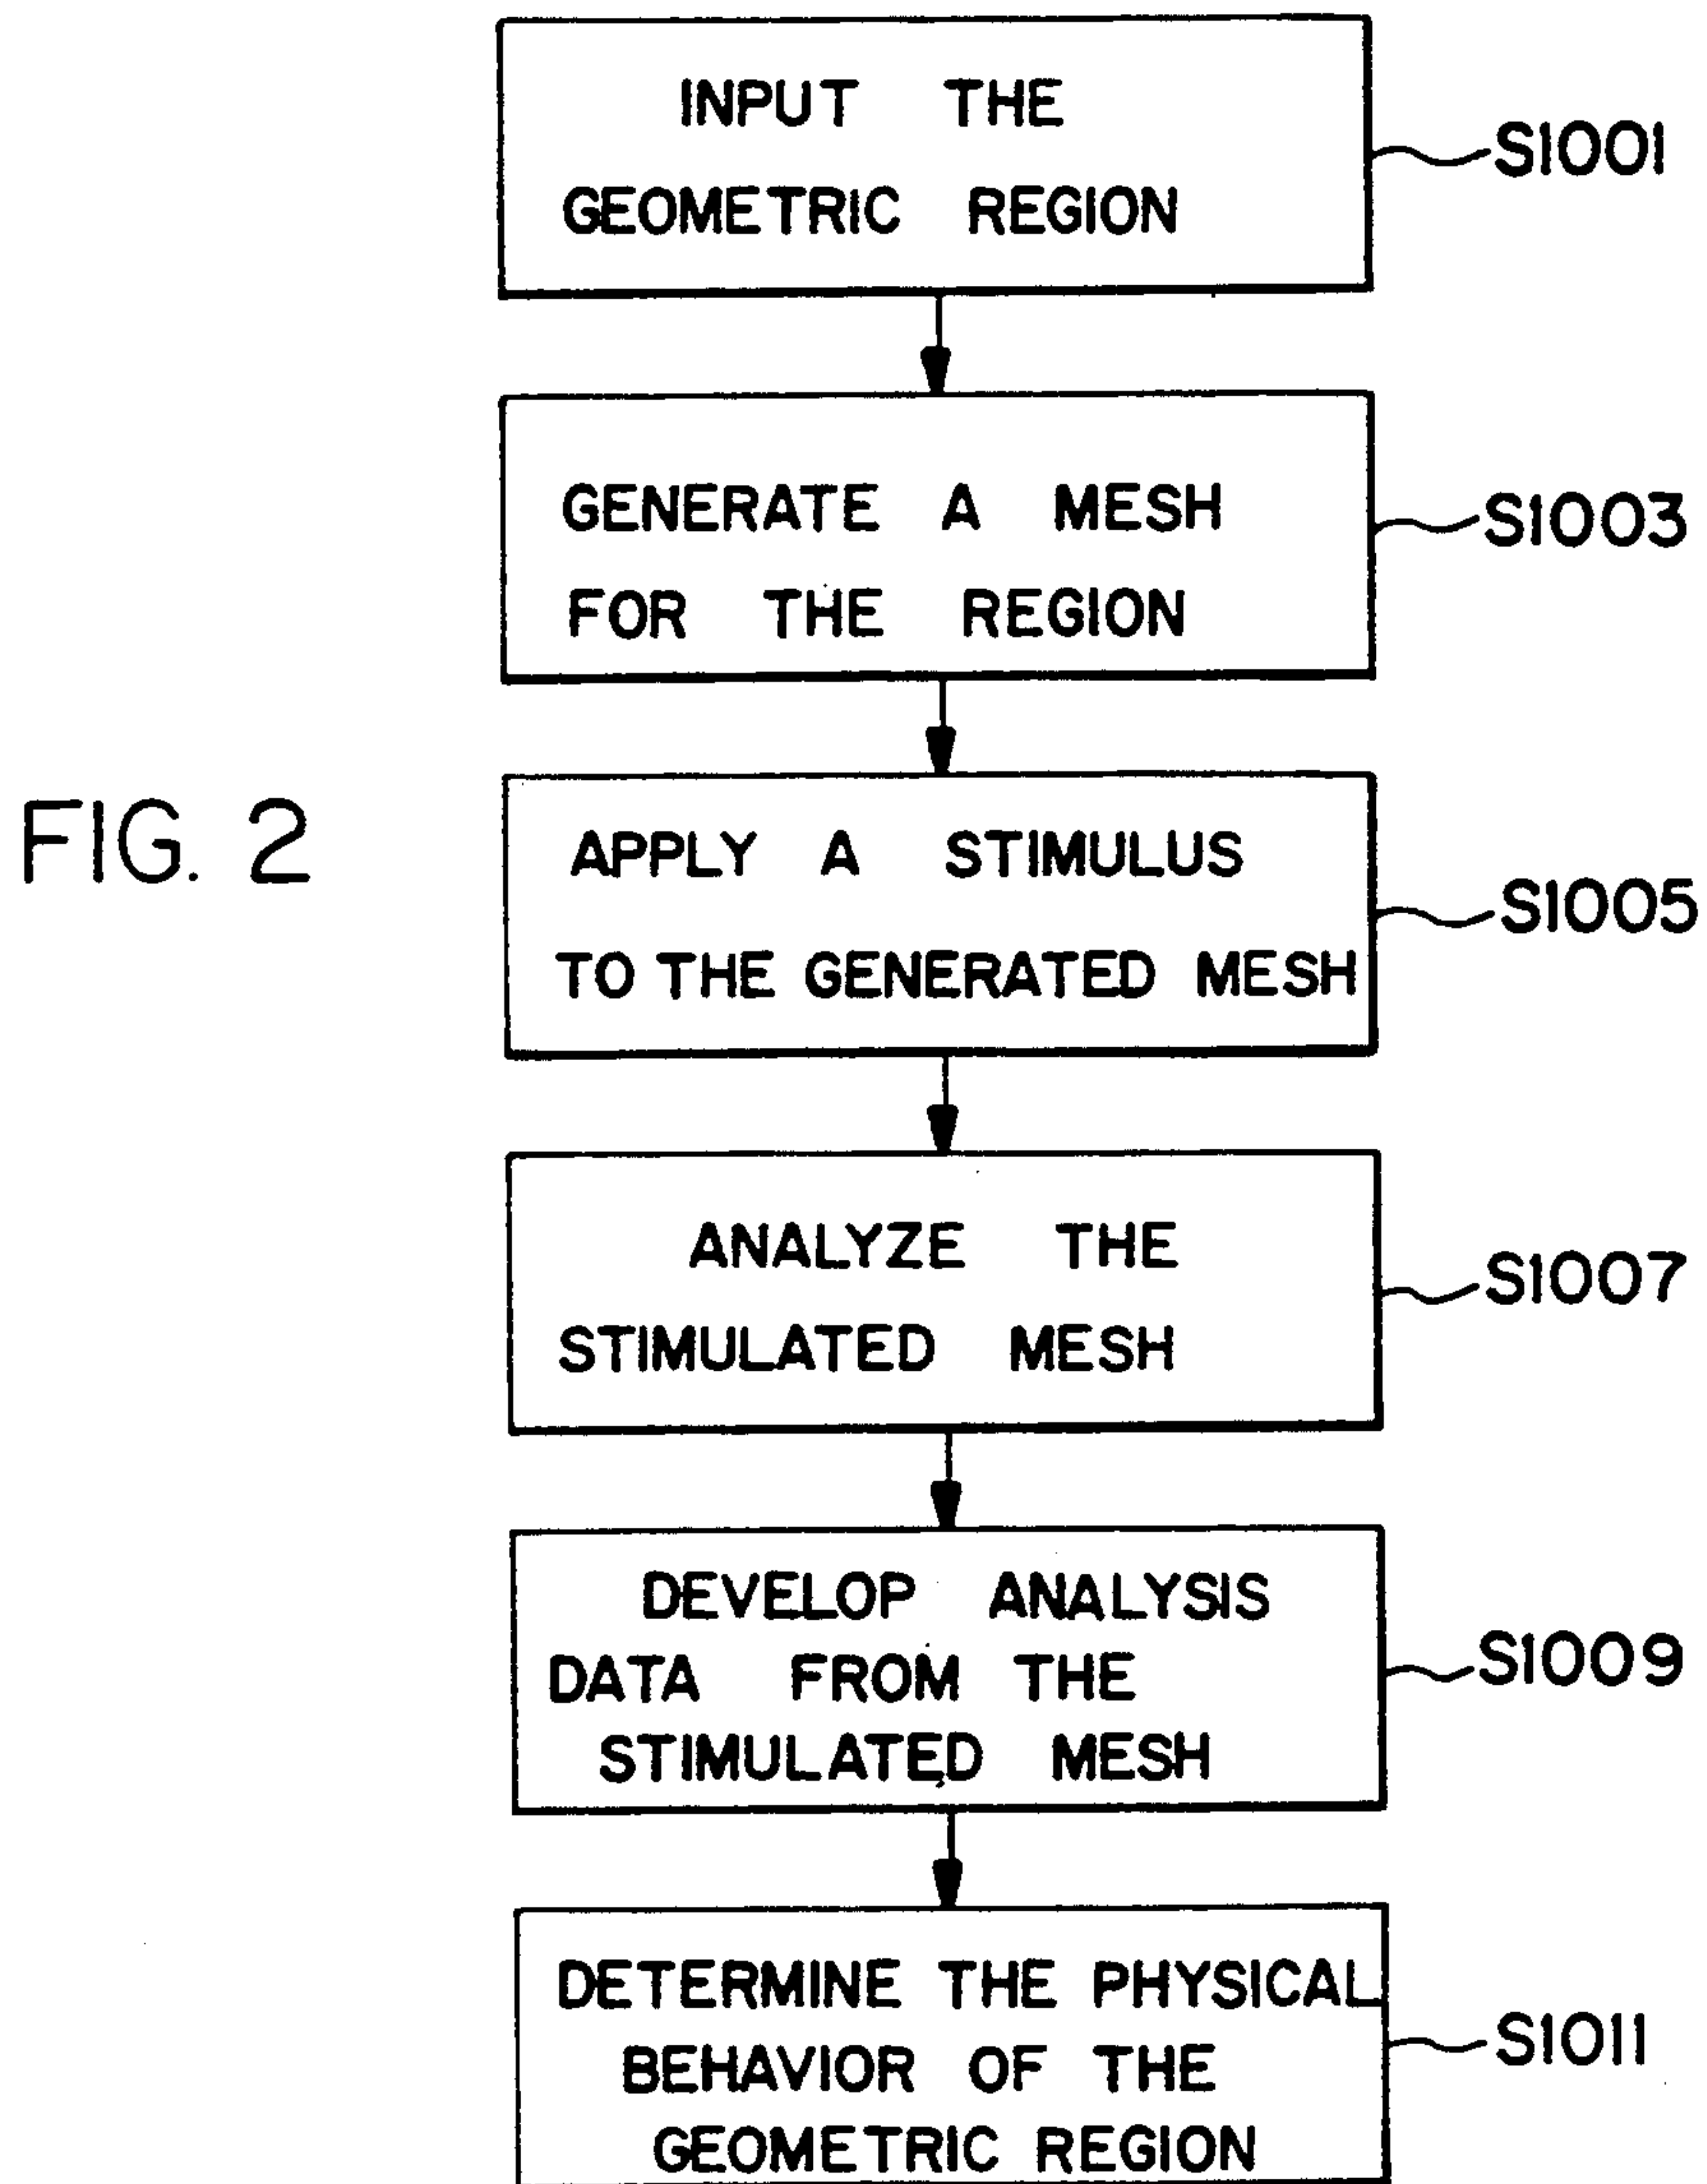 INPUT THE
GEOMETRIC REGION
S1001
GENERATE A MESH
FOR THE REGION
S1003
FIG. 2
APPLY A STIMULUS
TO THE GENERATED MESH
S1005
ANALYZE THE
STIMULATED MESH
S1007
DEVELOP ANALYSIS
DATA FROM THE
STIMULATED MESH
S1009
DETERMINE THE PHYSICAL
BEHAVIOR OF THE
GEOMETRIC REGION
S1011